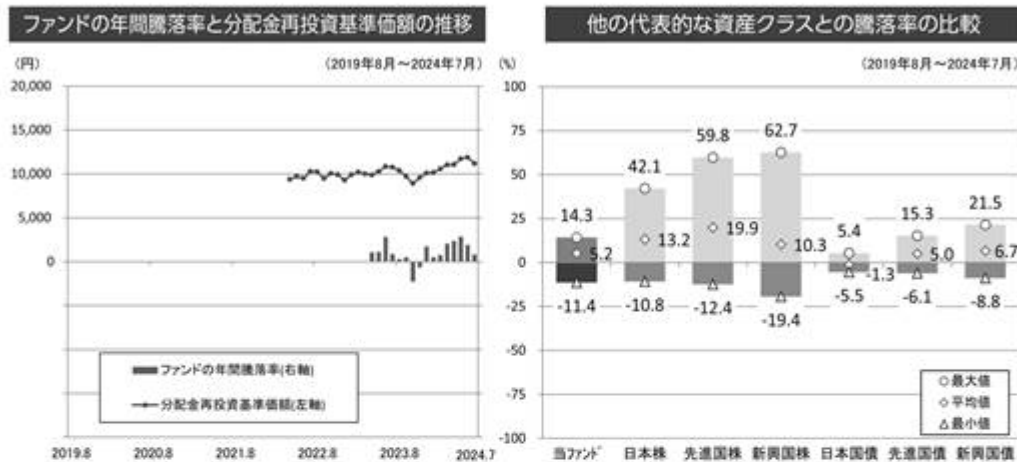 ファンドの年間騰落率と分配金再投資基準価額の推移
(円)
(2019年8月～2024年7月)
20,000
15,000
10,000
5,000
0
ファンドの年間騰落率(右軸)
分配金再投資基準価額(左軸)
2019.8
2020.8
2021.8
2022.8
2023.8
2024.7
他の代表的な資産クラスとの騰落率の比較
(%)
(2019年8月～2024年7月)
100
75
50
25
0
-25
-50
-75
-100
14.3
5.2
-11.4
42.1
13.2
-10.8
59.8
19.9
-12.4
62.7
10.3
-19.4
5.4
-1.3
-5.5
15.3
5.0
-6.1
21.5
6.7
-8.8
最大値
平均値
最小値
当ファンド
日本株
先進国株
新興国株
日本国債
先進国債
新興国債